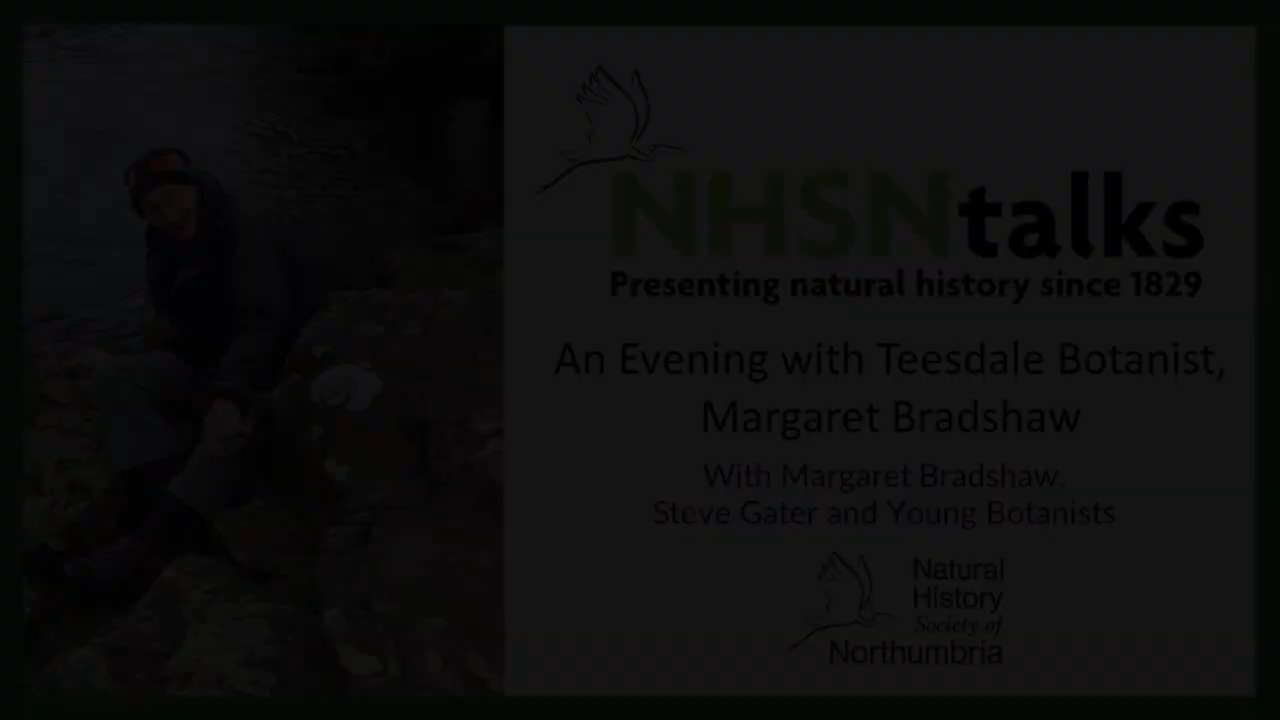 NHSNtalks
Presenting natural history since 1829
An Evening with Teesdale Botanist,
Margaret Bradshaw
With Margaret Bradshaw,
Steve Gater and Young Botanists
Natural
History
Society of
Northumbria